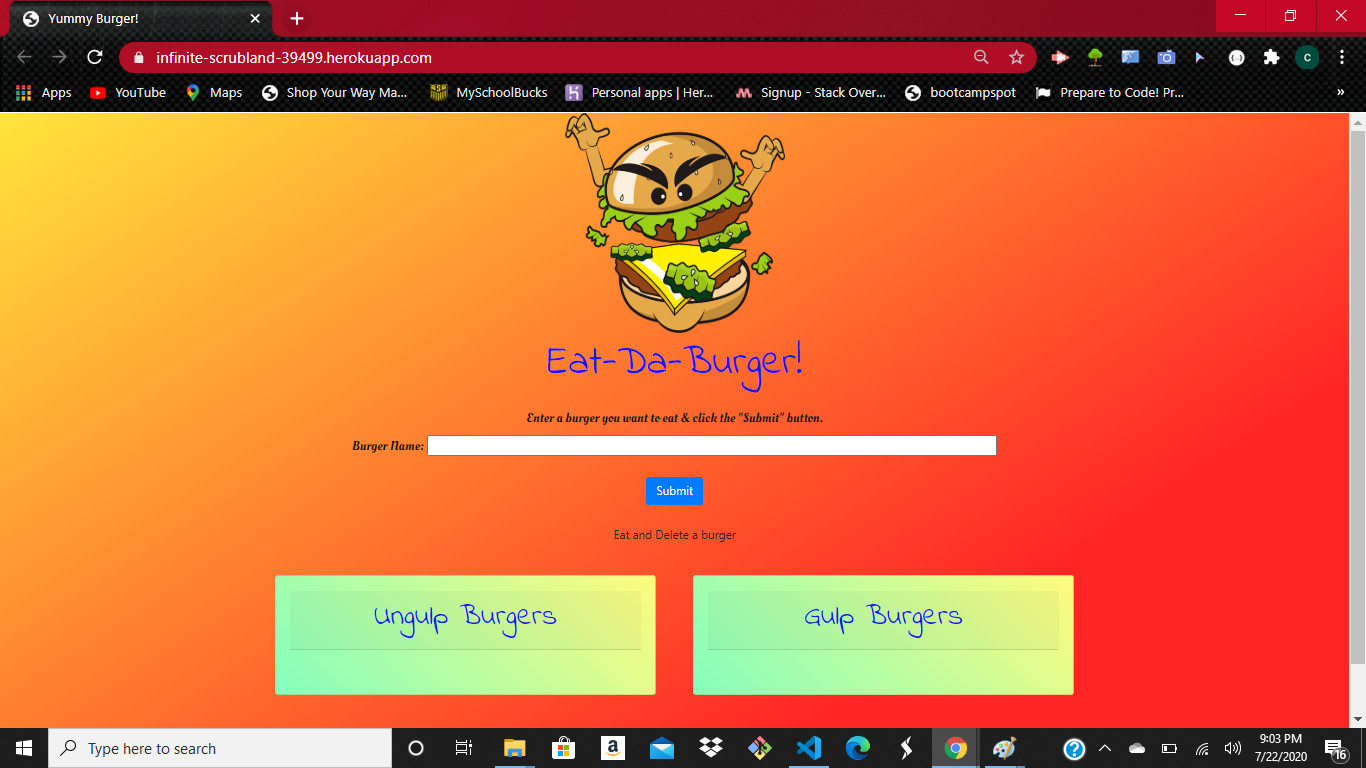 Yummy Burger!
infinite-scrubland-39499.herokuapp.com
c
Apps YouTube Maps Shop Your Way Ma... MySchoolBucks Personal apps | Her... Signup - Stack Over... bootcampspot Prepare to Code! Pr... »
Eat-Da-Burger!
Enter a burger you want to eat & click the "Submit" button.
Burger Name:
Submit
Eat and Delete a burger
Ungulp Burgers Gulp Burgers
Type here to search
9:03 PM
7/22/2020
16